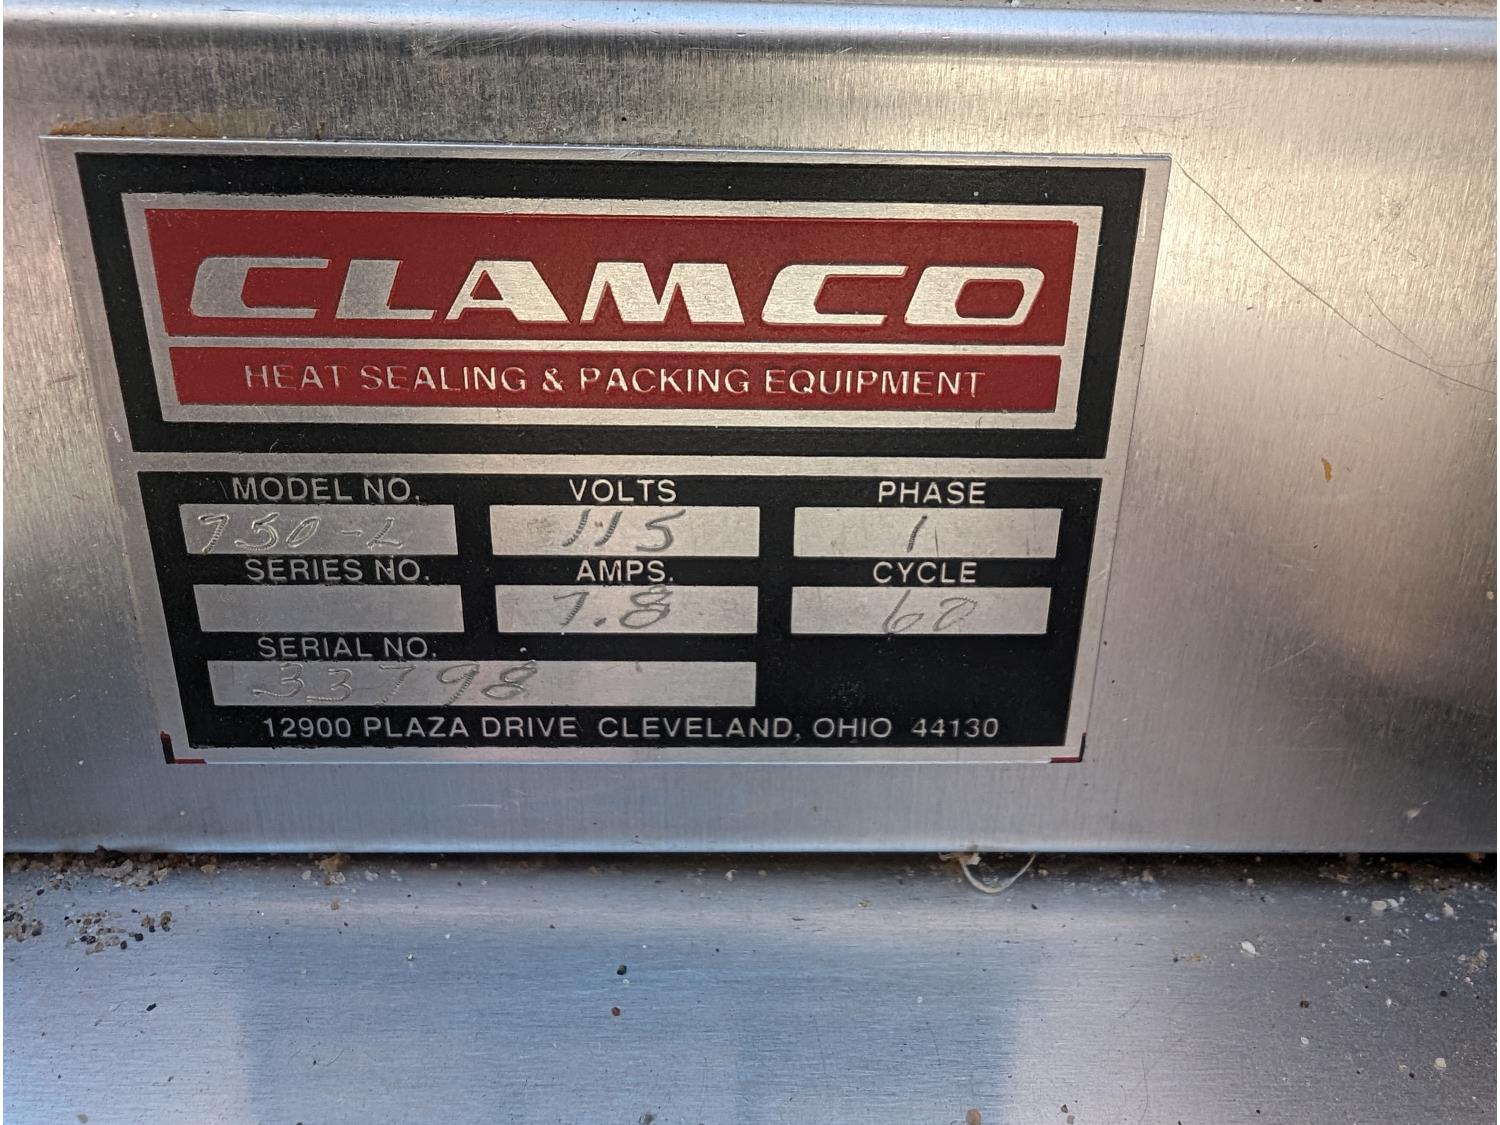 CLAMCO
HEAT SEALING & PACKING EQUIPMENT
MODEL NO. VOLTS PHASE
730-L 115 1
SERIES NO. AMPS. CYCLE
7.8 60
SERIAL NO.
33798
12900 PLAZA DRIVE CLEVELAND, OHIO 44130